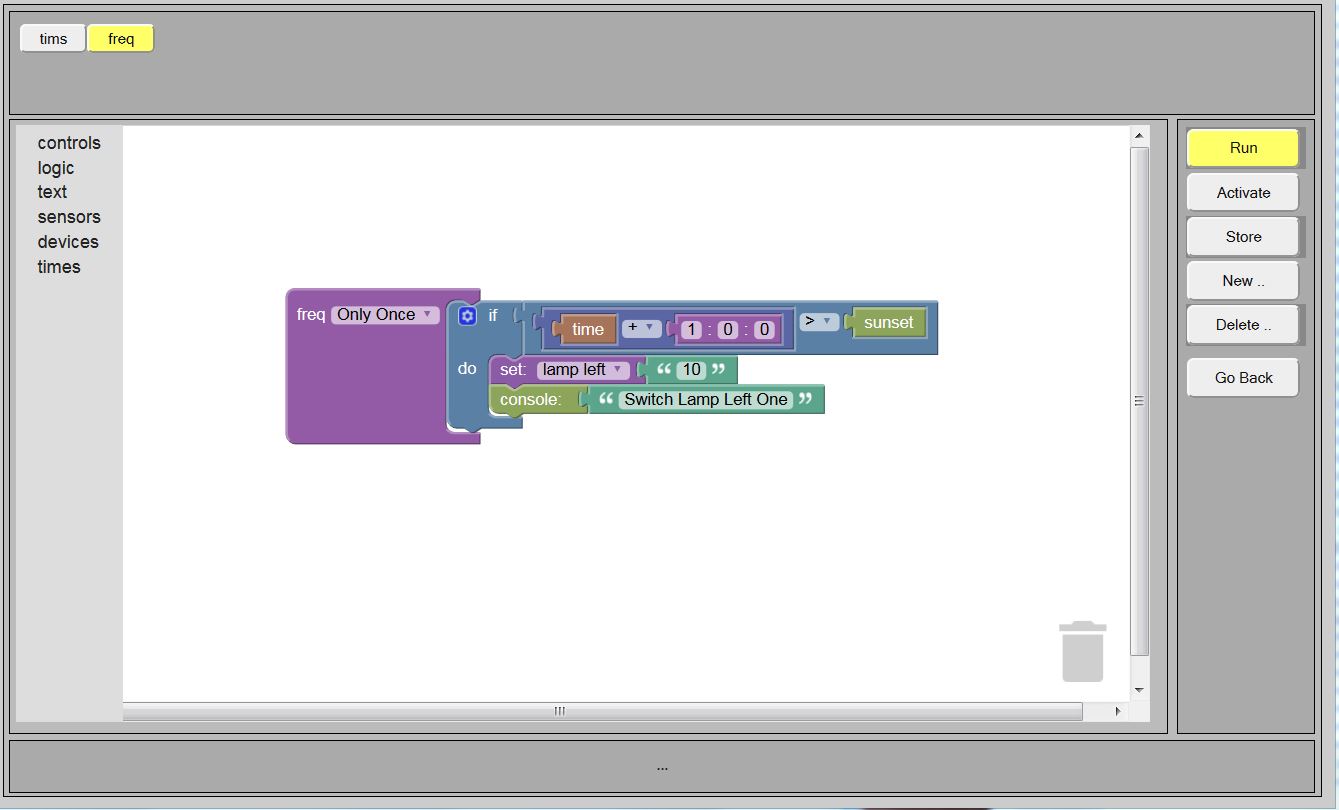 tims freq
controls
logic
text
sensors
devices
times
freq Only Once if time + 1 : 0 : 0 > sunset
do set: lamp left “ 10 ”
console: “ Switch Lamp Left One ”
Run
Activate
Store
New ..
Delete ..
Go Back
...